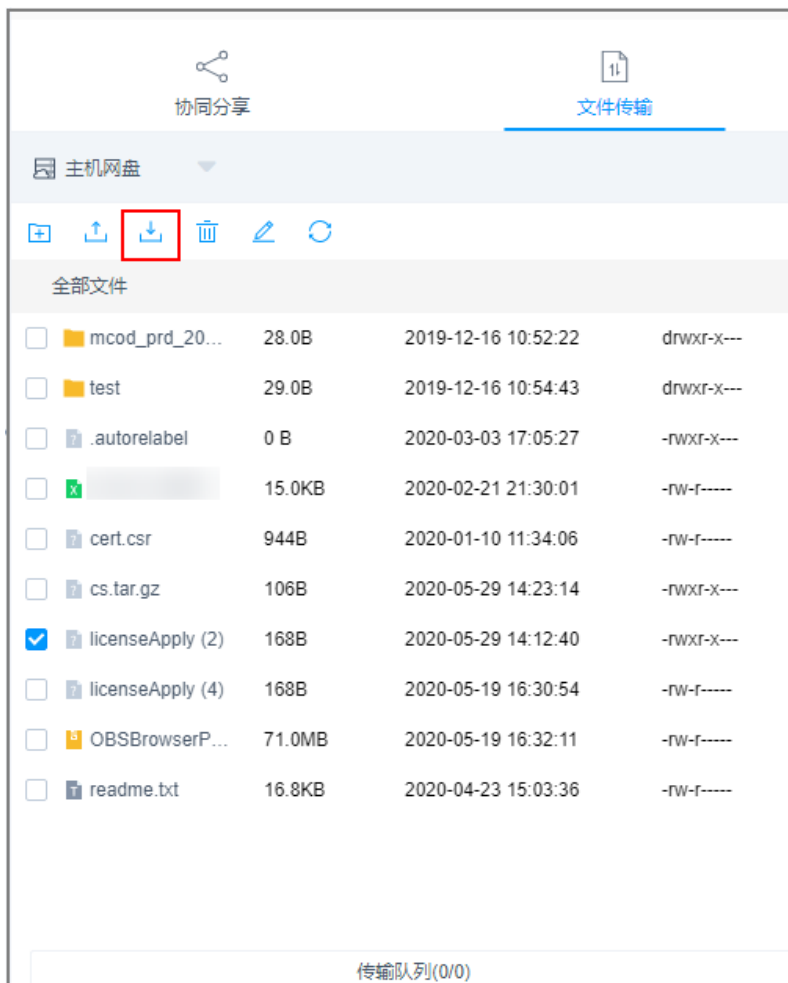 协同分享 文件传输
主机网盘
全部文件
mcod_prd_20... 28.0B 2019-12-16 10:52:22 drwxr-x---
test 29.0B 2019-12-16 10:54:43 drwxr-x---
.autorelabel 0 B 2020-03-03 17:05:27 -rwxr-x---
15.0KB 2020-02-21 21:30:01 -rw-r-----
cert.csr 944B 2020-01-10 11:34:06 -rw-r-----
cs.tar.gz 106B 2020-05-29 14:23:14 -rwxr-x---
licenseApply (2) 168B 2020-05-29 14:12:40 -rwxr-x---
licenseApply (4) 168B 2020-05-19 16:30:54 -rw-r-----
OBSBrowserP... 71.0MB 2020-05-19 16:32:11 -rw-r-----
readme.txt 16.8KB 2020-04-23 15:03:36 -rw-r-----
传输队列(0/0)